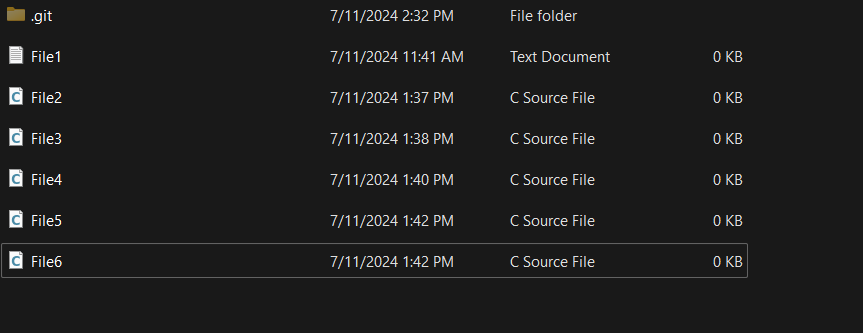 .git 7/11/2024 2:32 PM File folder
File1 7/11/2024 11:41 AM Text Document 0 KB
File2 7/11/2024 1:37 PM C Source File 0 KB
File3 7/11/2024 1:38 PM C Source File 0 KB
File4 7/11/2024 1:40 PM C Source File 0 KB
File5 7/11/2024 1:42 PM C Source File 0 KB
File6 7/11/2024 1:42 PM C Source File 0 KB